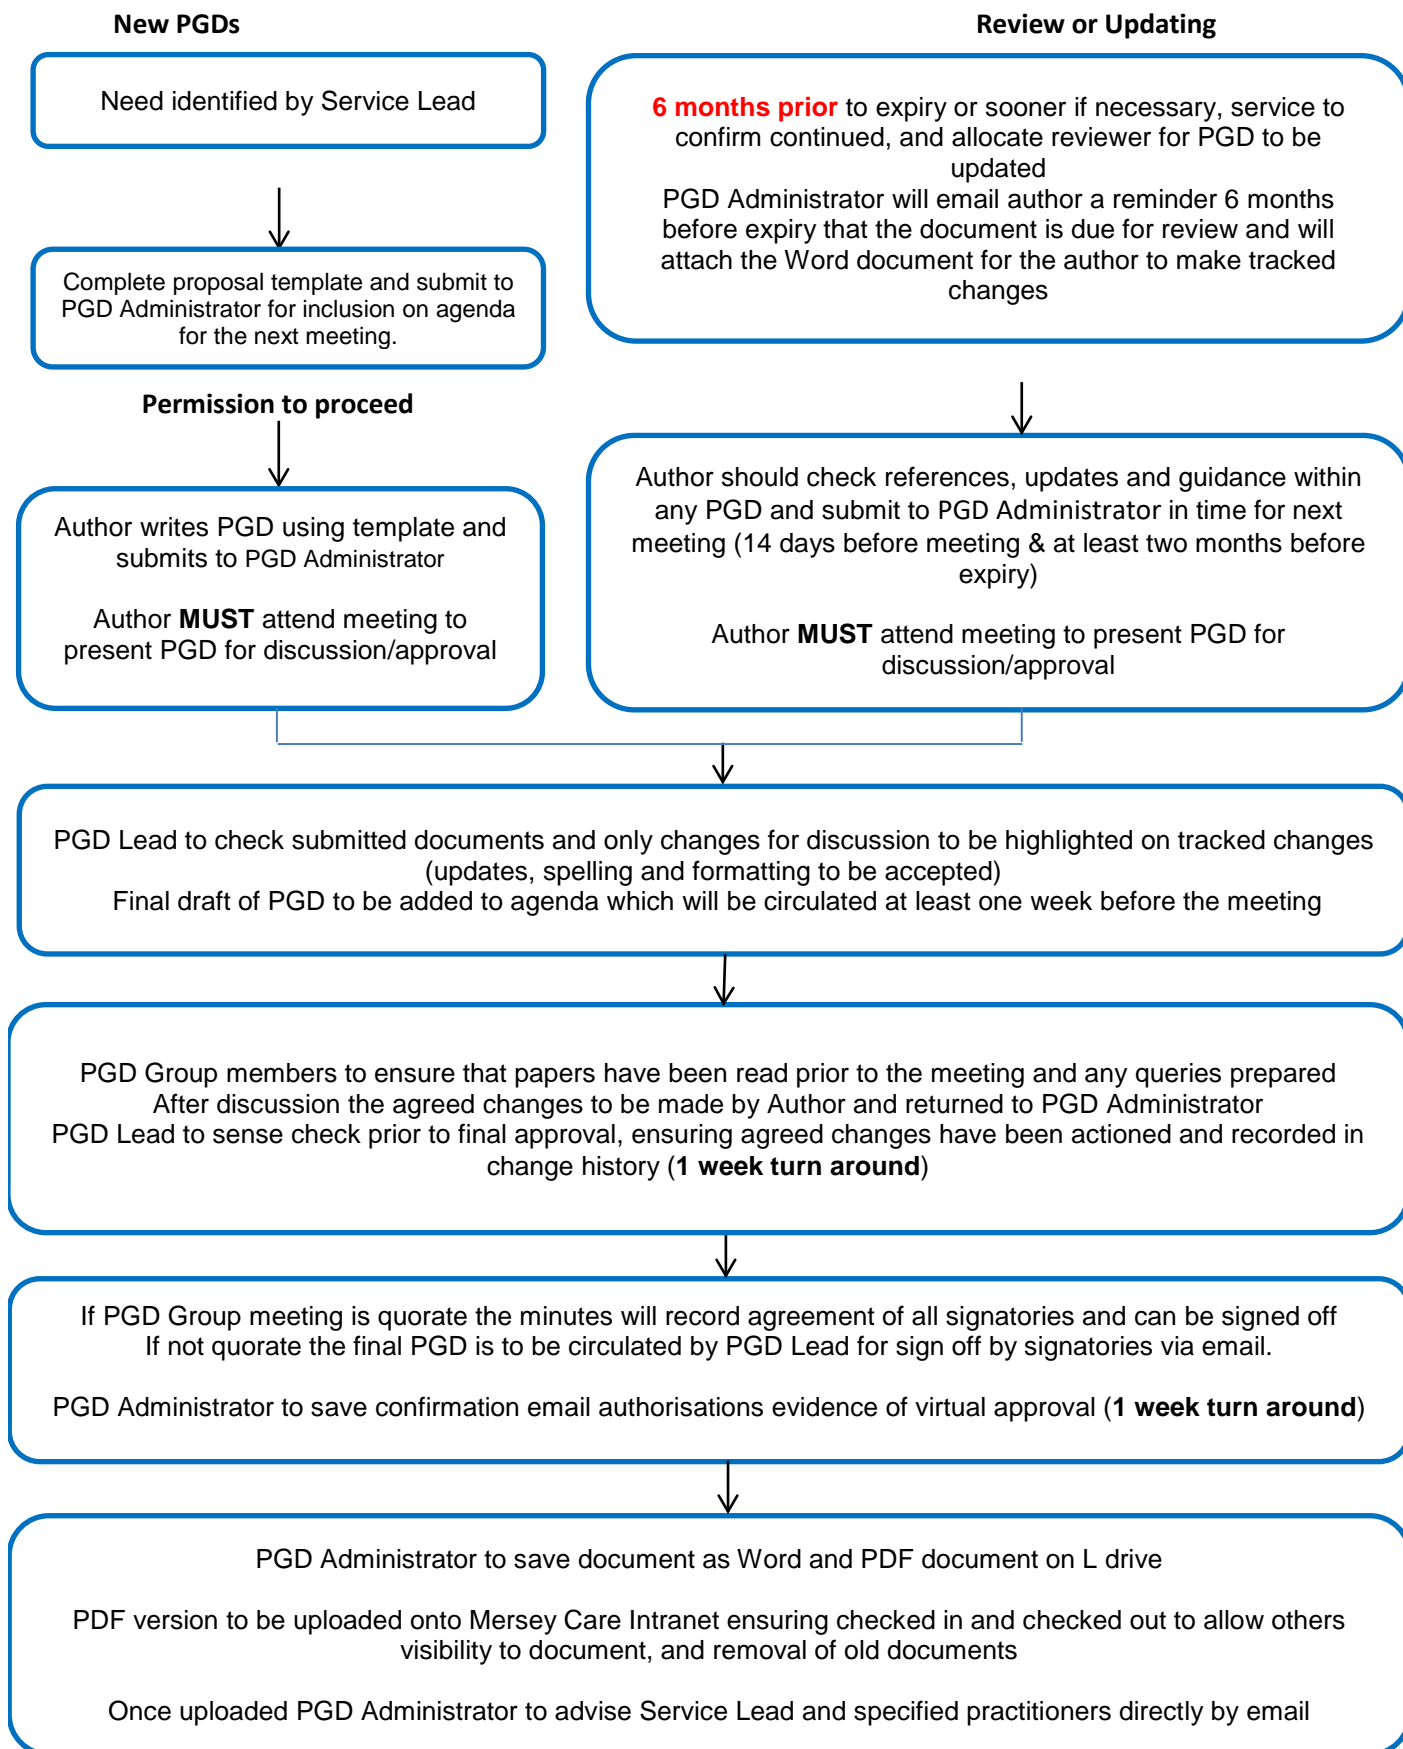 New PGDs
Need identified by Service Lead
Complete proposal template and submit to
PGD Administrator for inclusion on agenda
for the next meeting.
Permission to proceed
Author writes PGD using template and
submits to PGD Administrator
Author MUST attend meeting to
present PGD for discussion/approval
Review or Updating
6 months prior to expiry or sooner if necessary, service to
confirm continued, and allocate reviewer for PGD to be
updated
PGD Administrator will email author a reminder 6 months
before expiry that the document is due for review and will
attach the Word document for the author to make tracked
changes
Author should check references, updates and guidance within
any PGD and submit to PGD Administrator in time for next
meeting (14 days before meeting & at least two months before
expiry)
Author MUST attend meeting to present PGD for
discussion/approval
PGD Lead to check submitted documents and only changes for discussion to be highlighted on tracked changes
(updates, spelling and formatting to be accepted)
Final draft of PGD to be added to agenda which will be circulated at least one week before the meeting
PGD Group members to ensure that papers have been read prior to the meeting and any queries prepared
After discussion the agreed changes to be made by Author and returned to PGD Administrator
PGD Lead to sense check prior to final approval, ensuring agreed changes have been actioned and recorded in
change history (1 week turn around)
If PGD Group meeting is quorate the minutes will record agreement of all signatories and can be signed off
If not quorate the final PGD is to be circulated by PGD Lead for sign off by signatories via email.
PGD Administrator to save confirmation email authorisations evidence of virtual approval (1 week turn around)
PGD Administrator to save document as Word and PDF document on L drive
PDF version to be uploaded onto Mersey Care Intranet ensuring checked in and checked out to allow others
visibility to document, and removal of old documents
Once uploaded PGD Administrator to advise Service Lead and specified practitioners directly by email